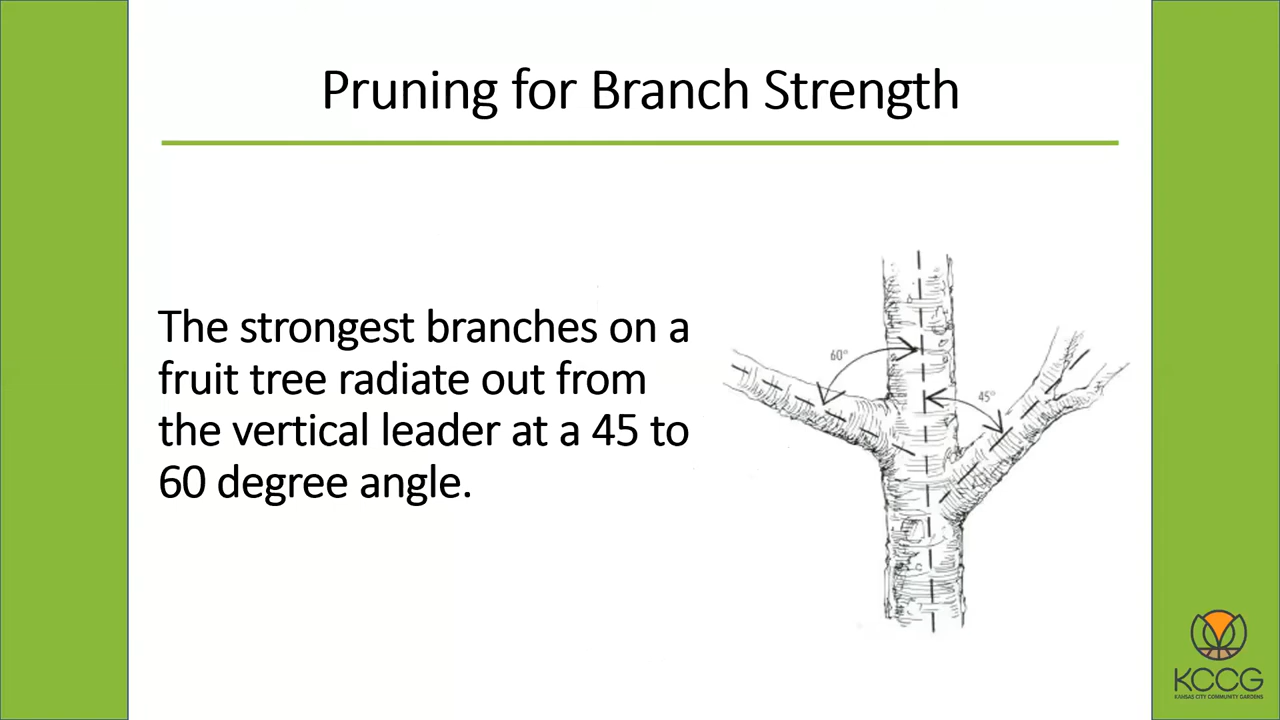 Pruning for Branch Strength
The strongest branches on a
fruit tree radiate out from
the vertical leader at a 45 to
60 degree angle.
60°
45°
KCCG
KANSAS CITY COMMUNITY GARDENS